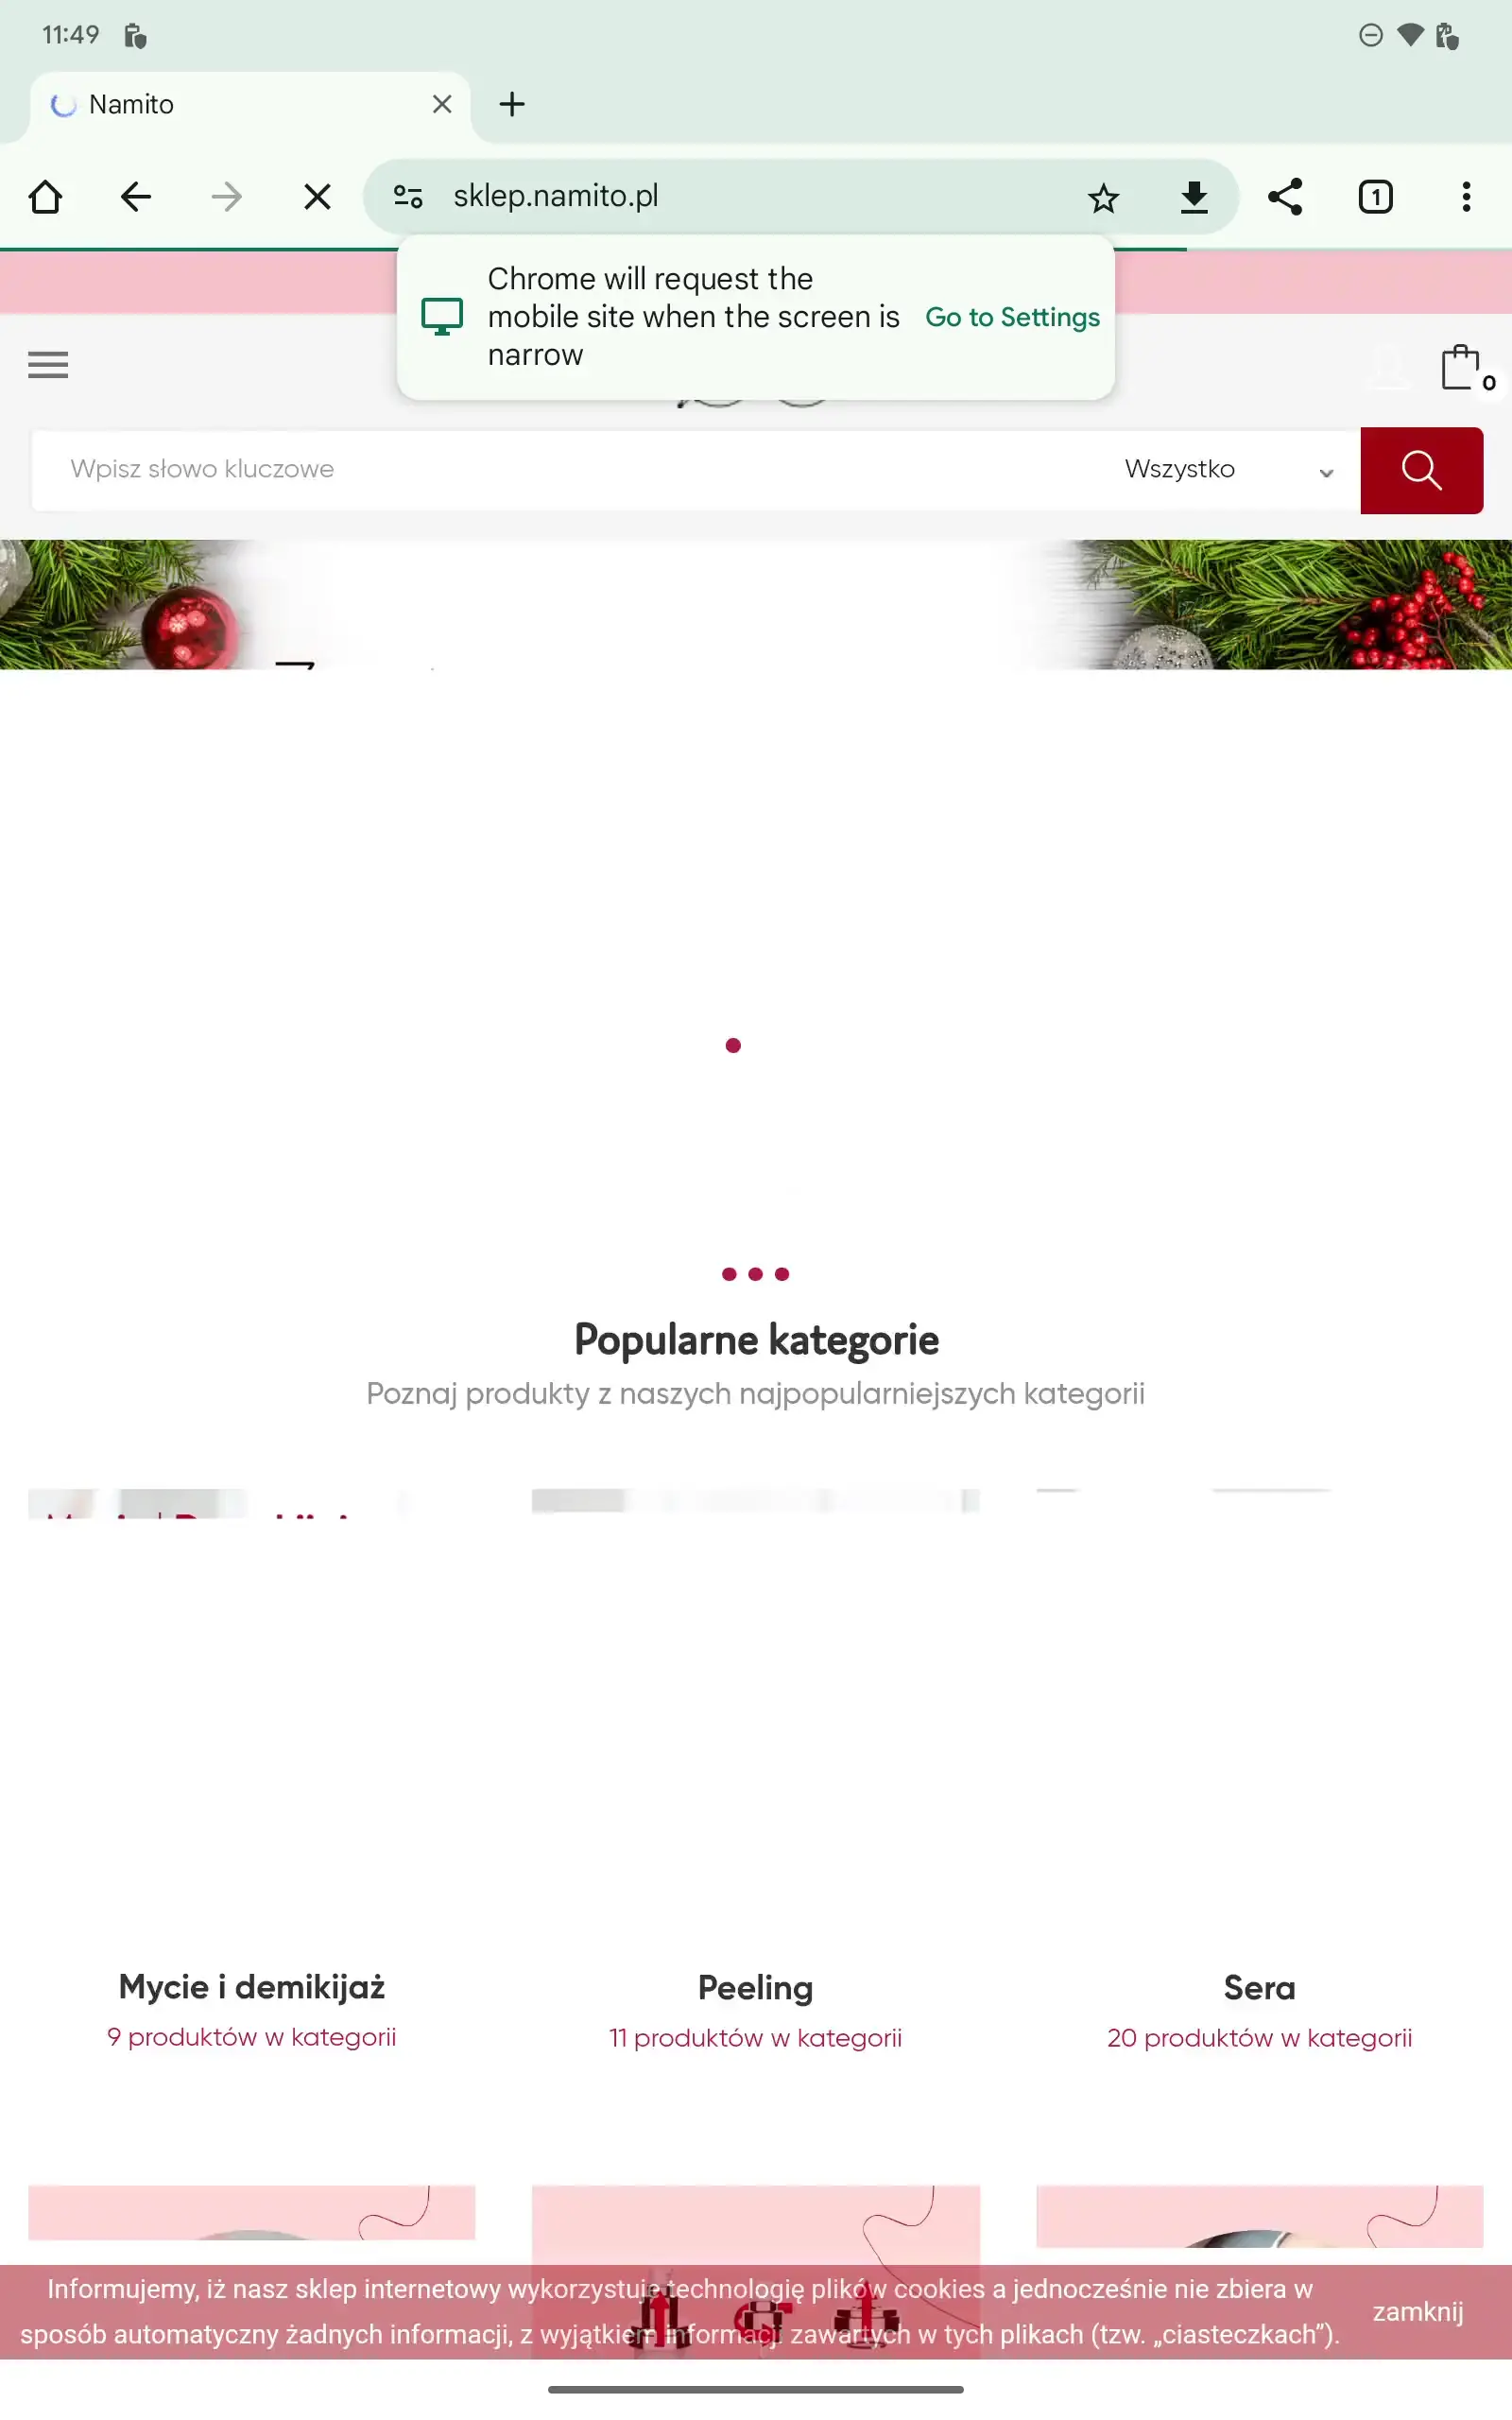 11:49
Namito
sklep.namito.pl
1
Chrome will request the
mobile site when the screen is
narrow
Go to Settings
0
Wpisz słowo kluczowe
Wszystko
Popularne kategorie
Poznaj produkty z naszych najpopularniejszych kategorii
Mycie i demikijaż
9 produktów w kategorii
Peeling
11 produktów w kategorii
Sera
20 produktów w kategorii
Informujemy, iż nasz sklep internetowy wykorzystuje technologię plików cookies a jednocześnie nie zbiera w
sposób automatyczny żadnych informacji, z wyjątkiem informacji zawartych w tych plikach (tzw. „ciasteczkach”).
zamknij